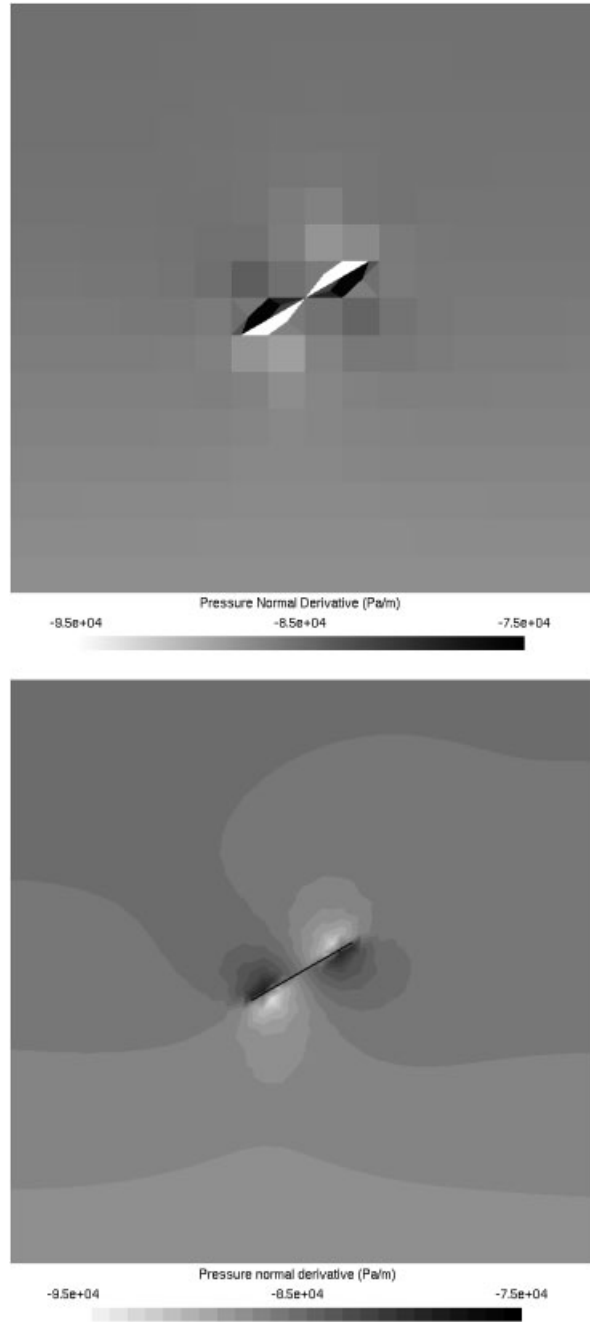 Pressure Normal Derivative (Pa/m)
-9.5e+04 -8.5e+04 -7.5e+04
Pressure normal derivative (Pa/m)
-9.5e+04 -8.5e+04 -7.5e+04